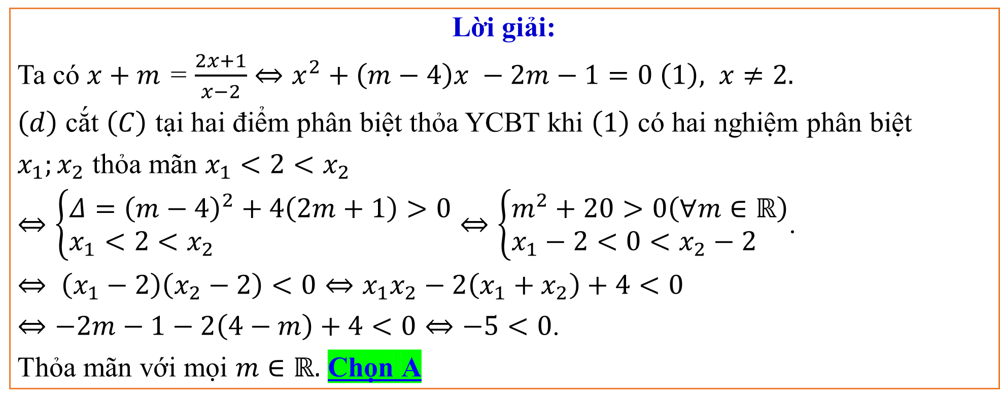 Lời giải:
Ta có $x + m = \frac{2x+1}{x-2} \Leftrightarrow x^2 + (m - 4)x - 2m - 1 = 0 \ (1), \ x \neq 2.$
$(d)$ cắt $(C)$ tại hai điểm phân biệt thỏa YCBT khi $(1)$ có hai nghiệm phân biệt
$x_1; x_2$ thỏa mãn $x_1 < 2 < x_2$
$\Leftrightarrow \begin{cases} \Delta = (m - 4)^2 + 4(2m + 1) > 0 \\ x_1 < 2 < x_2 \end{cases} \Leftrightarrow \begin{cases} m^2 + 20 > 0 (\forall m \in \mathbb{R}) \\ x_1 - 2 < 0 < x_2 - 2 \end{cases}.$
$\Leftrightarrow (x_1 - 2)(x_2 - 2) < 0 \Leftrightarrow x_1x_2 - 2(x_1 + x_2) + 4 < 0$
$\Leftrightarrow -2m - 1 - 2(4 - m) + 4 < 0 \Leftrightarrow -5 < 0.$
Thỏa mãn với mọi $m \in \mathbb{R}.$ Chọn A